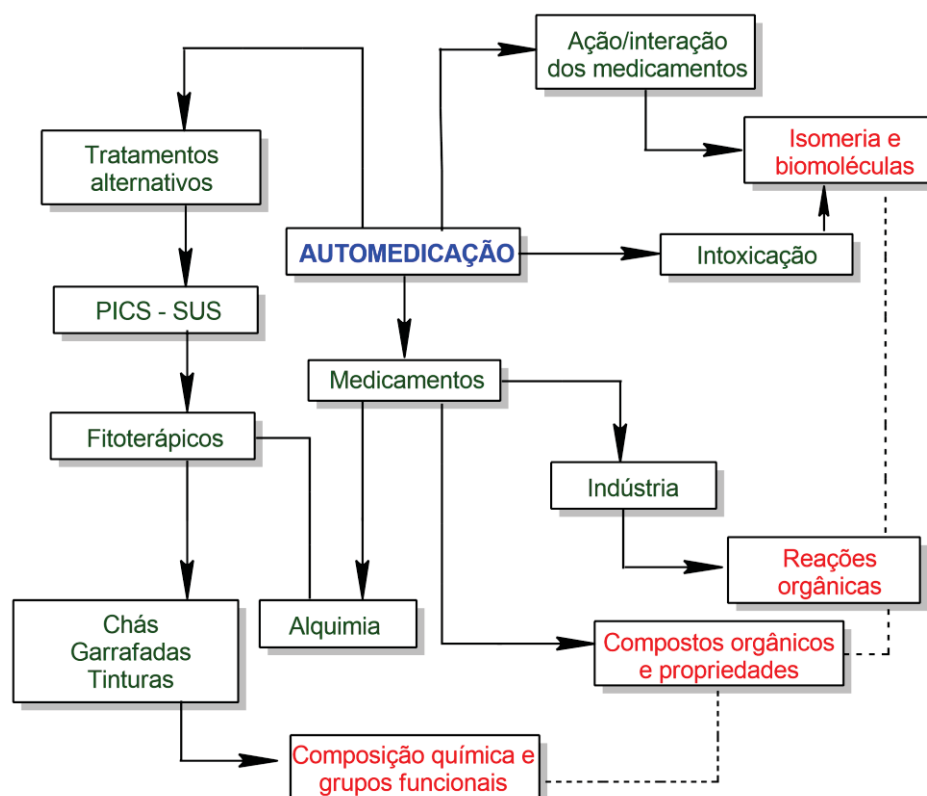 Ação/interação
dos medicamentos
Tratamentos
alternativos
Isomeria e
biomoléculas
AUTOMEDICAÇÃO
Intoxicação
PICS - SUS
Medicamentos
Fitoterápicos
Indústria
Reações
orgânicas
Chás
Garrafadas
Tinturas
Alquimia
Compostos orgânicos
e propriedades
Composição química e
grupos funcionais